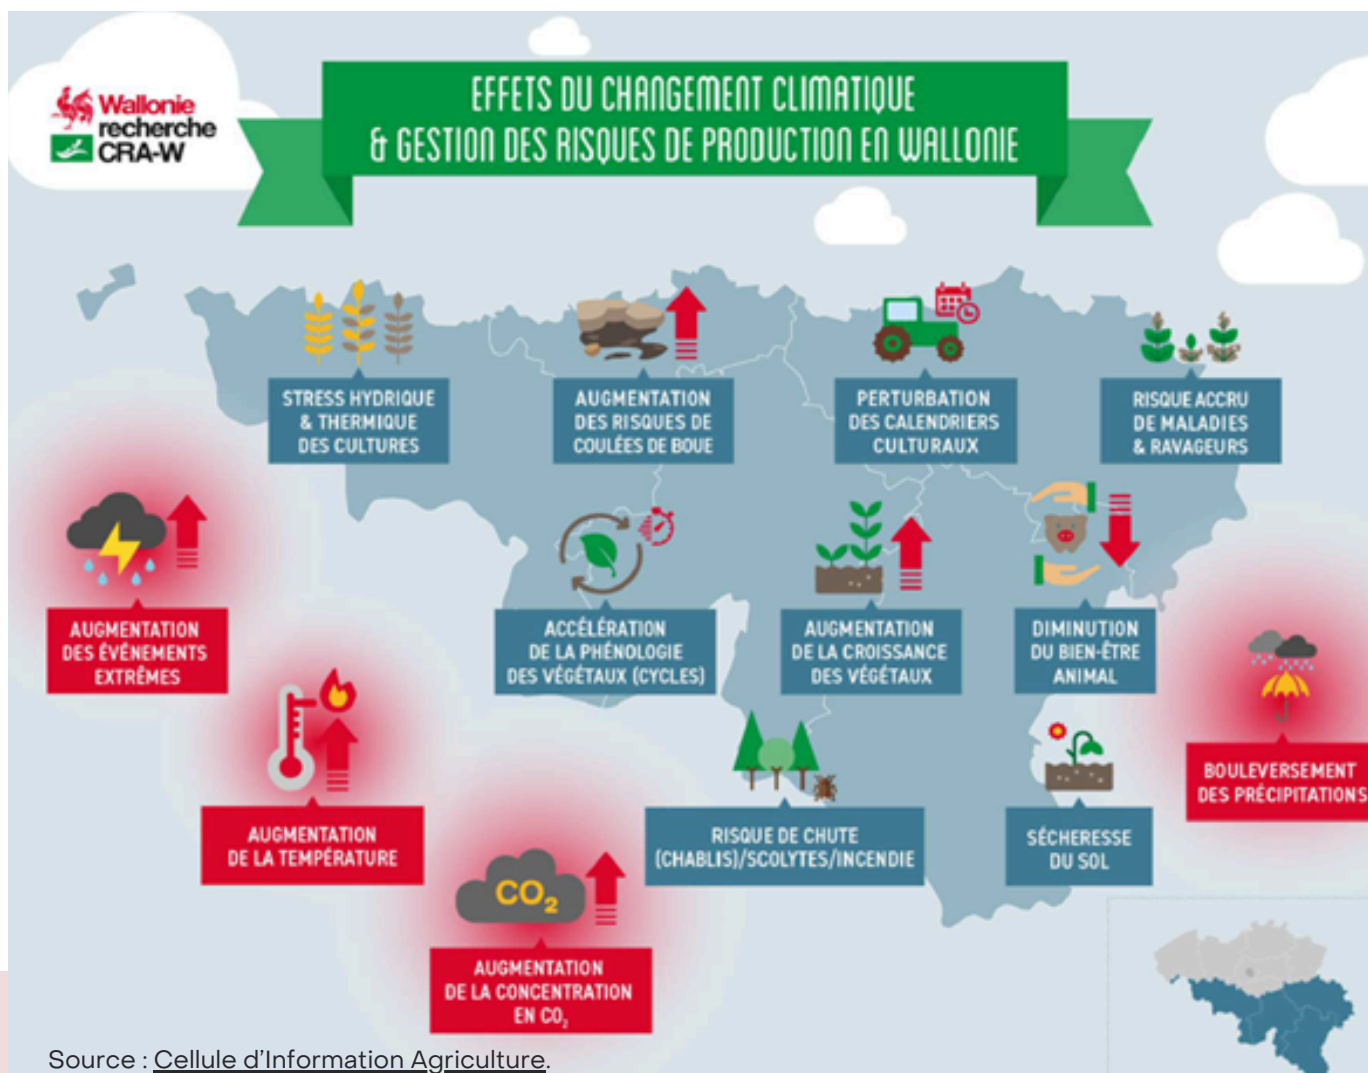 Wallonie
recherche
CRA-W
EFFETS DU CHANGEMENT CLIMATIQUE
& GESTION DES RISQUES DE PRODUCTION EN WALLONIE
STRESS HYDRIQUE
& THERMIQUE
DES CULTURES
AUGMENTATION
DES RISQUES DE
COULÉES DE BOUE
PERTURBATION
DES CALENDRIERS
CULTURAUX
RISQUE ACCRU
DE MALADIES
& RAVAGEURS
AUGMENTATION
DES ÉVÉNEMENTS
EXTRÊMES
ACCÉLÉRATION
DE LA PHÉNOLOGIE
DES VÉGÉTAUX (CYCLES)
AUGMENTATION
DE LA CROISSANCE
DES VÉGÉTAUX
DIMINUTION
DU BIEN-ÊTRE
ANIMAL
BOULEVERSEMENT
DES PRÉCIPITATIONS
AUGMENTATION
DE LA TEMPÉRATURE
RISQUE DE CHUTE
(CHABLIS)/SCOLYTES/INCENDIE
SÉCHERESSE
DU SOL
CO₂
AUGMENTATION
DE LA CONCENTRATION
EN CO₂
Source : Cellule d'Information Agriculture.